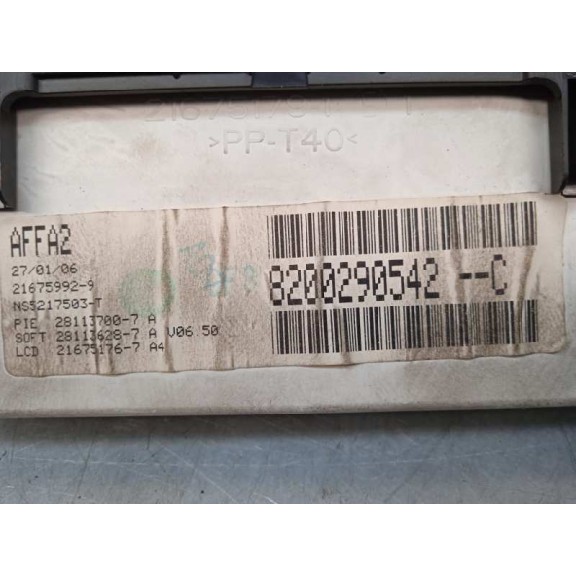 >PP-T40<
AFFA2
27/01/06
21675992-9
NS5217503-T
PIE 28113700-7 A
SOFT 28113628-7 A V06.50
LCD 21675176-7 A4
8200290542 --C